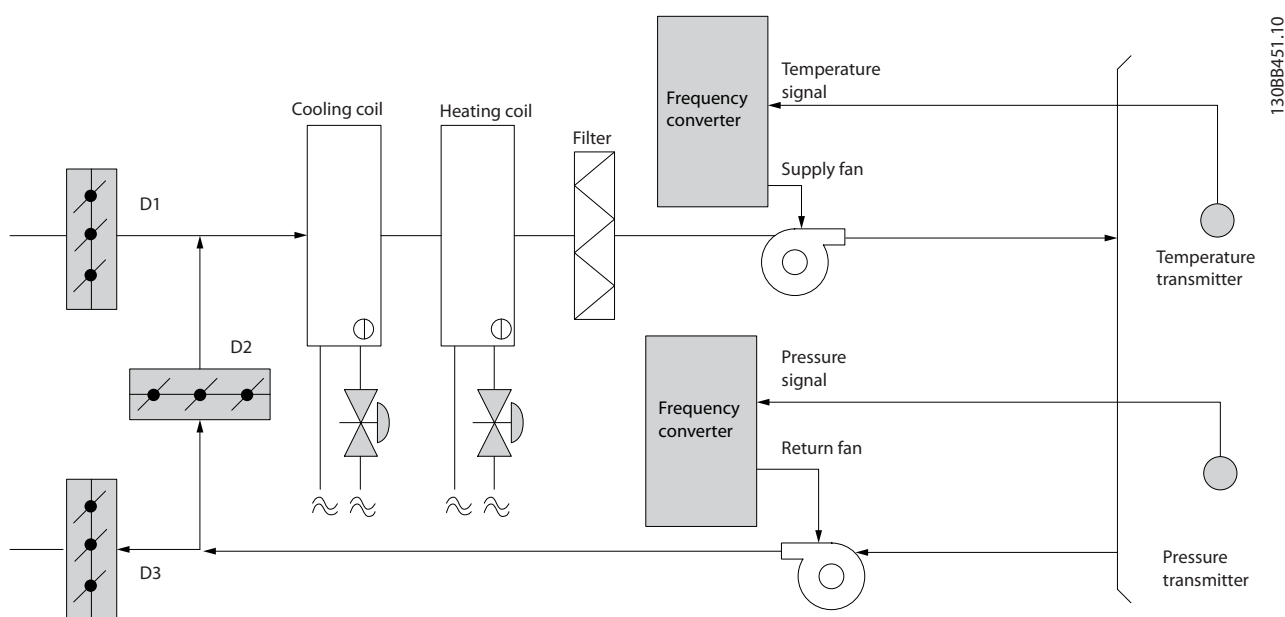 130BB451.10
Cooling coil
Heating coil
Filter
Frequency
converter
Temperature
signal
Supply fan
D1
Temperature
transmitter
D2
Frequency
converter
Pressure
signal
Return fan
D3
Pressure
transmitter